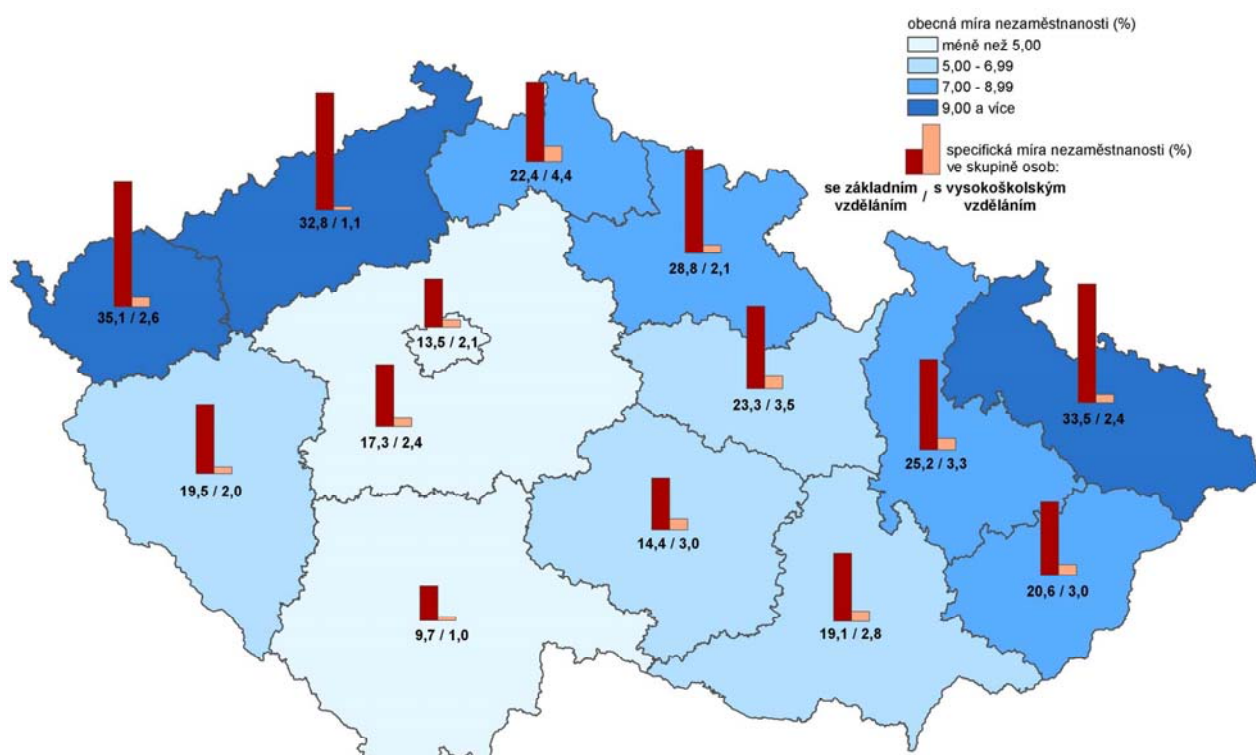 obecná míra nezaměstnanosti (%)
méně než 5,00
5,00 - 6,99
7,00 - 8,99
9,00 a více
specifická míra nezaměstnanosti (%)
ve skupině osob:
se základním / s vysokoškolským
vzděláním vzděláním
22,4 / 4,4
32,8 / 1,1
28,8 / 2,1
35,1 / 2,6
13,5 / 2,1
23,3 / 3,5
33,5 / 2,4
17,3 / 2,4
25,2 / 3,3
19,5 / 2,0
14,4 / 3,0
20,6 / 3,0
9,7 / 1,0
19,1 / 2,8